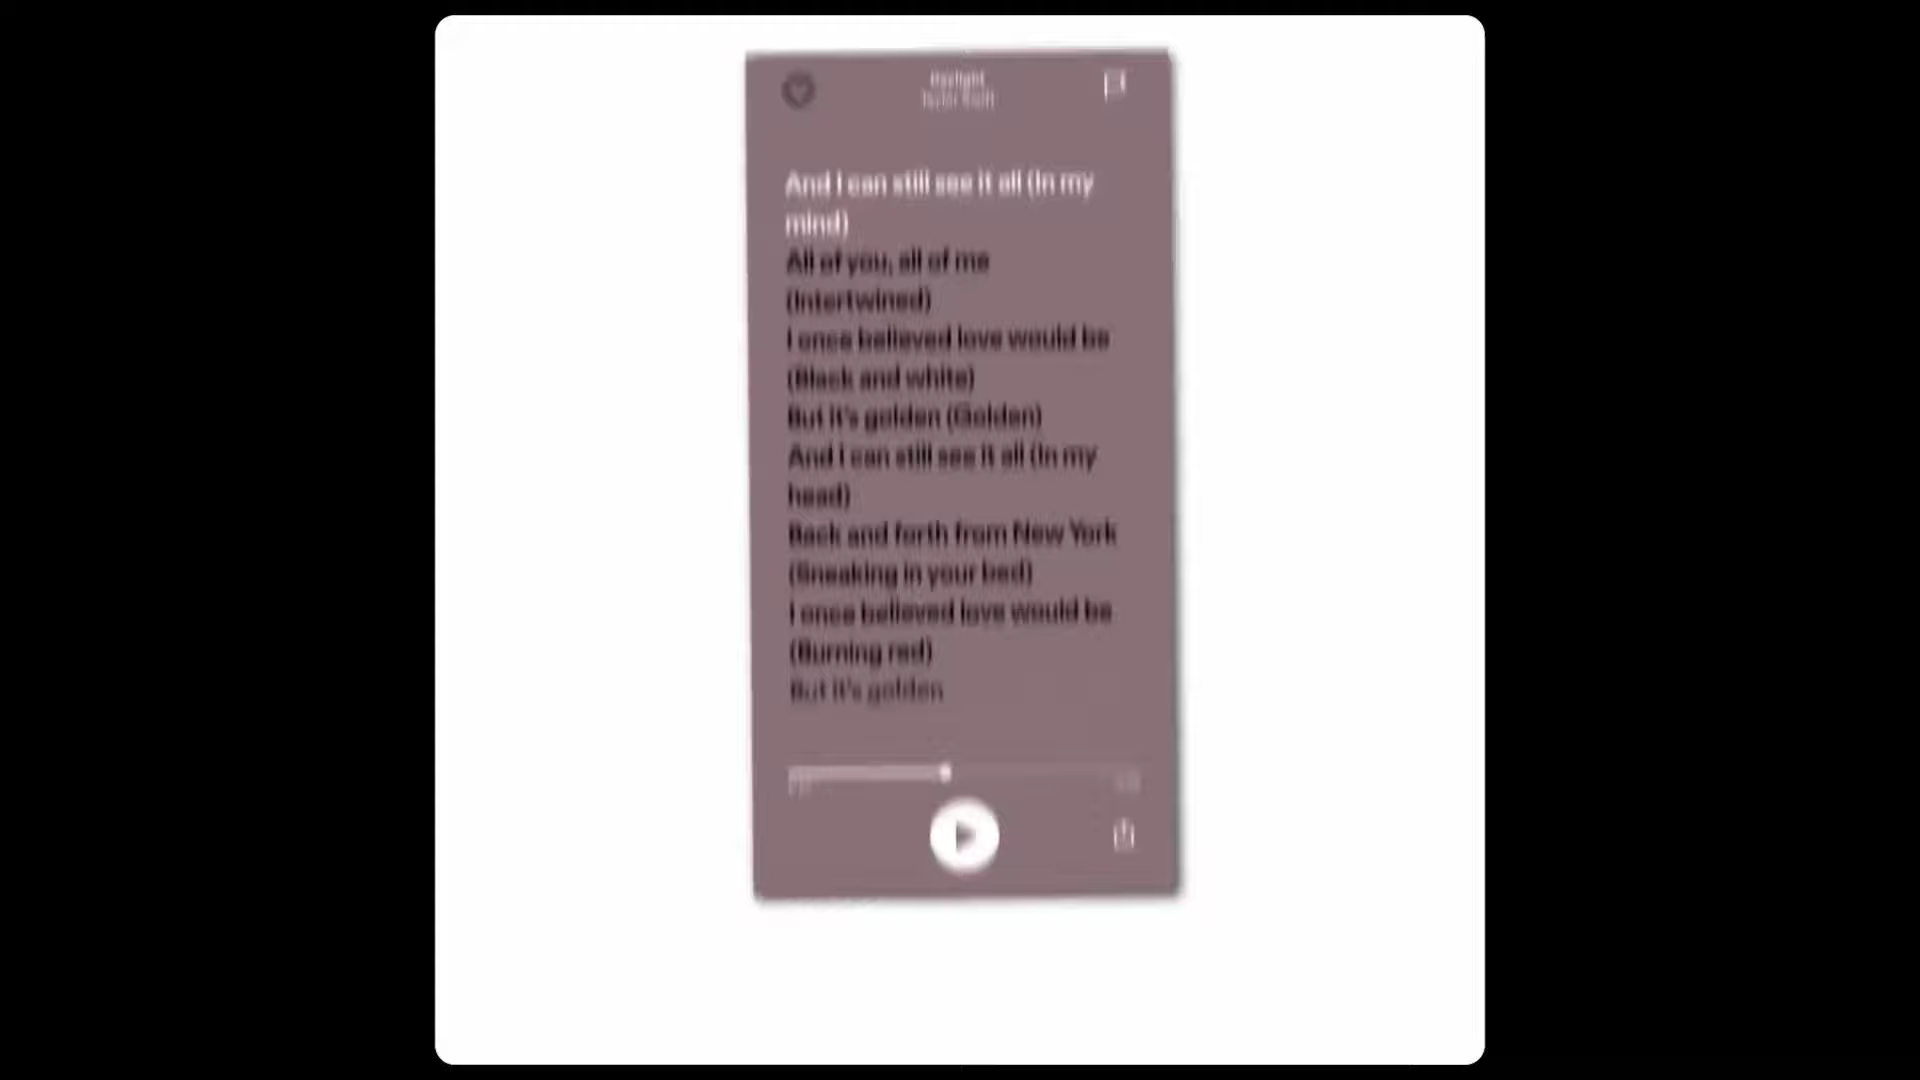 Daylight
Taylor Swift
And I can still see it all (In my
mind)
All of you, all of me
(Intertwined)
I once believed love would be
(Black and white)
But it's golden (Golden)
And I can still see it all (In my
head)
Back and forth from New York
(Sneaking in your bed)
I once believed love would be
(Burning red)
But it's golden